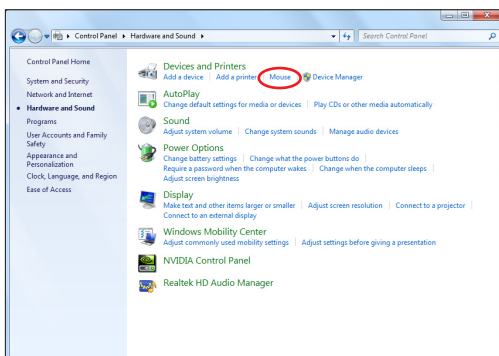 Control Panel ▸ Hardware and Sound ▸
Search Control Panel
Control Panel Home
System and Security
Network and Internet
Hardware and Sound
Programs
User Accounts and Family
Safety
Appearance and
Personalization
Clock, Language, and Region
Ease of Access
Devices and Printers
Add a device | Add a printer | Mouse | Device Manager
AutoPlay
Change default settings for media or devices | Play CDs or other media automatically
Sound
Adjust system volume | Change system sounds | Manage audio devices
Power Options
Change battery settings | Change what the power buttons do |
Require a password when the computer wakes | Change when the computer sleeps |
Adjust screen brightness
Display
Make text and other items larger or smaller | Adjust screen resolution | Connect to a projector |
Connect to an external display
Windows Mobility Center
Adjust commonly used mobility settings | Adjust settings before giving a presentation
NVIDIA Control Panel
Realtek HD Audio Manager